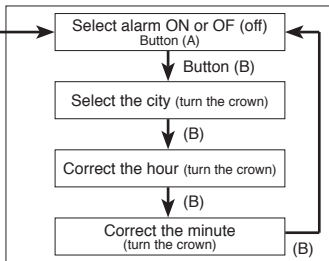 Select alarm ON or OF (off)
Button (A)
Button (B)
Select the city (turn the crown)
(B)
Correct the hour (turn the crown)
(B)
Correct the minute
(turn the crown)
(B)